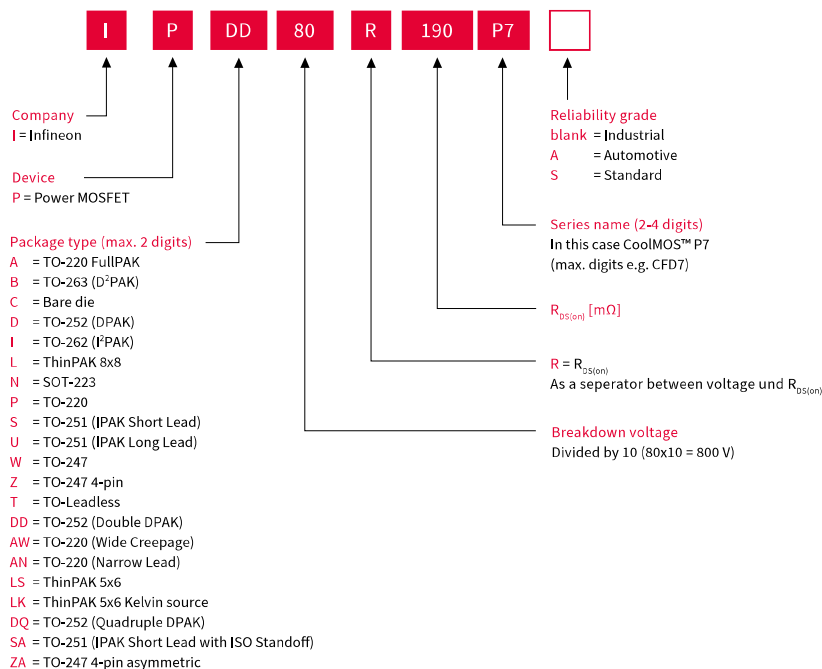 I P DD 80 R 190 P7
Company
I = Infineon
Device
P = Power MOSFET
Package type (max. 2 digits)
A = TO-220 FullPAK
B = TO-263 (D²PAK)
C = Bare die
D = TO-252 (DPAK)
I = TO-262 (I²PAK)
L = ThinPAK 8x8
N = SOT-223
P = TO-220
S = TO-251 (IPAK Short Lead)
U = TO-251 (IPAK Long Lead)
W = TO-247
Z = TO-247 4-pin
T = TO-Leadless
DD = TO-252 (Double DPAK)
AW = TO-220 (Wide Creepage)
AN = TO-220 (Narrow Lead)
LS = ThinPAK 5x6
LK = ThinPAK 5x6 Kelvin source
DQ = TO-252 (Quadruple DPAK)
SA = TO-251 (IPAK Short Lead with ISO Standoff)
ZA = TO-247 4-pin asymmetric
Reliability grade
blank = Industrial
A = Automotive
S = Standard
Series name (2-4 digits)
In this case CoolMOS™ P7
(max. digits e.g. CFD7)
RDS(on) [mΩ]
R = RDS(on)
As a seperator between voltage und RDS(on)
Breakdown voltage
Divided by 10 (80x10 = 800 V)